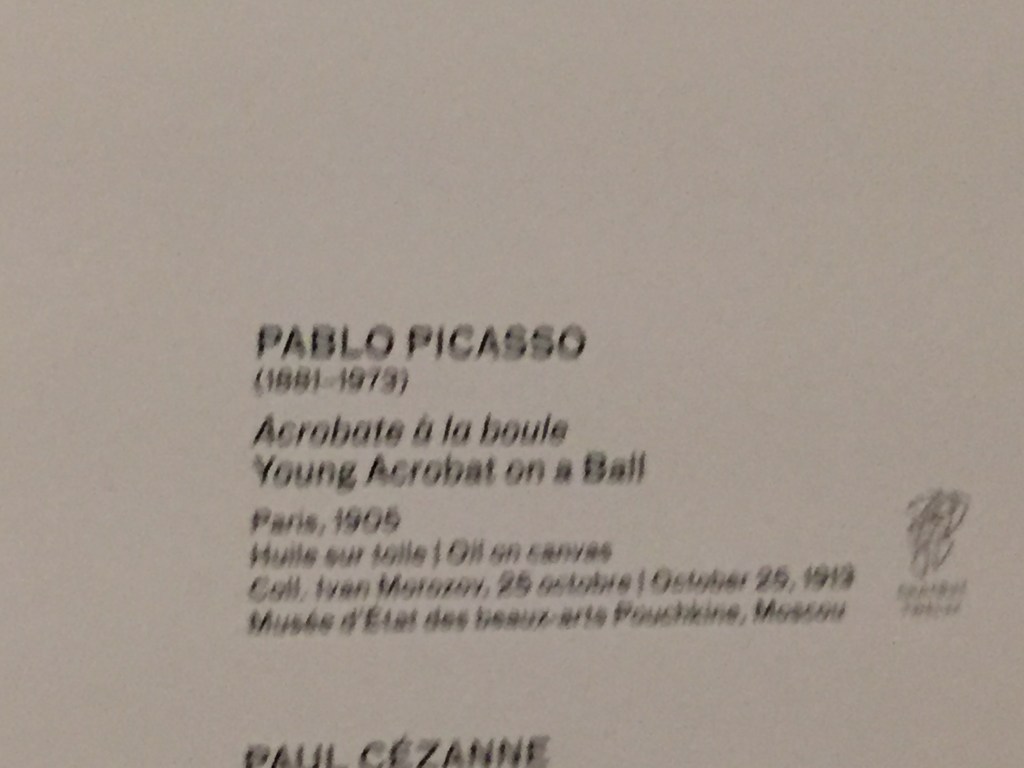 PABLO PICASSO
(1881-1973)
Acrobate à la boule
Young Acrobat on a Ball
Paris, 1905
Huile sur toile | Oil on canvas
Coll. Ivan Morozov, 25 octobre | October 25, 1913
Musée d'État des beaux-arts Pouchkine, Moscou
PAUL CÉZANNE